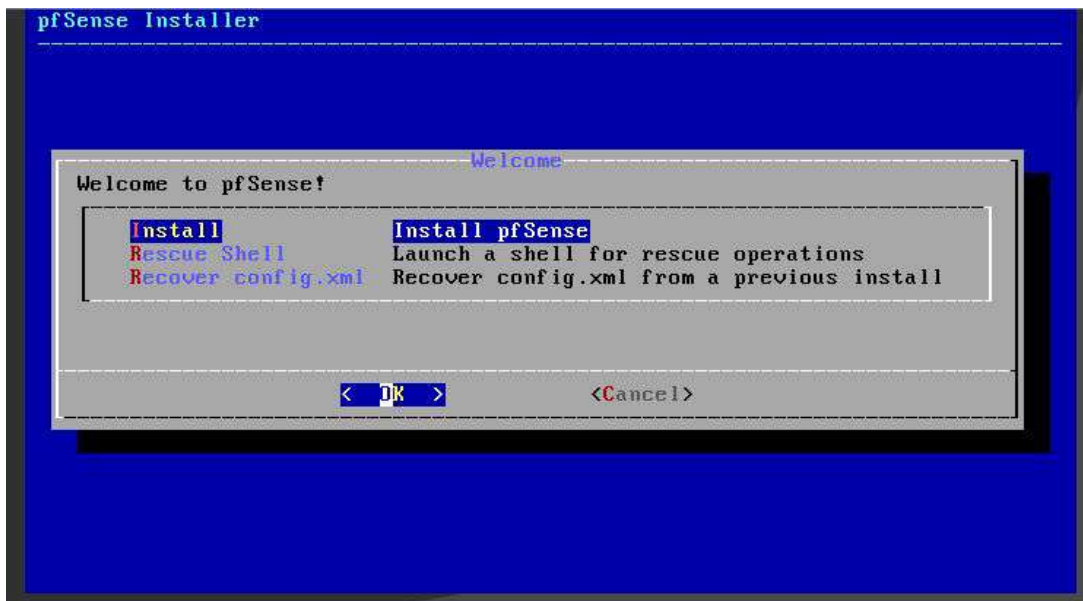 pfSense Installer
Welcome
Welcome to pfSense!
Install Install pfSense
Rescue Shell Launch a shell for rescue operations
Recover config.xml Recover config.xml from a previous install
< OK > <Cancel>